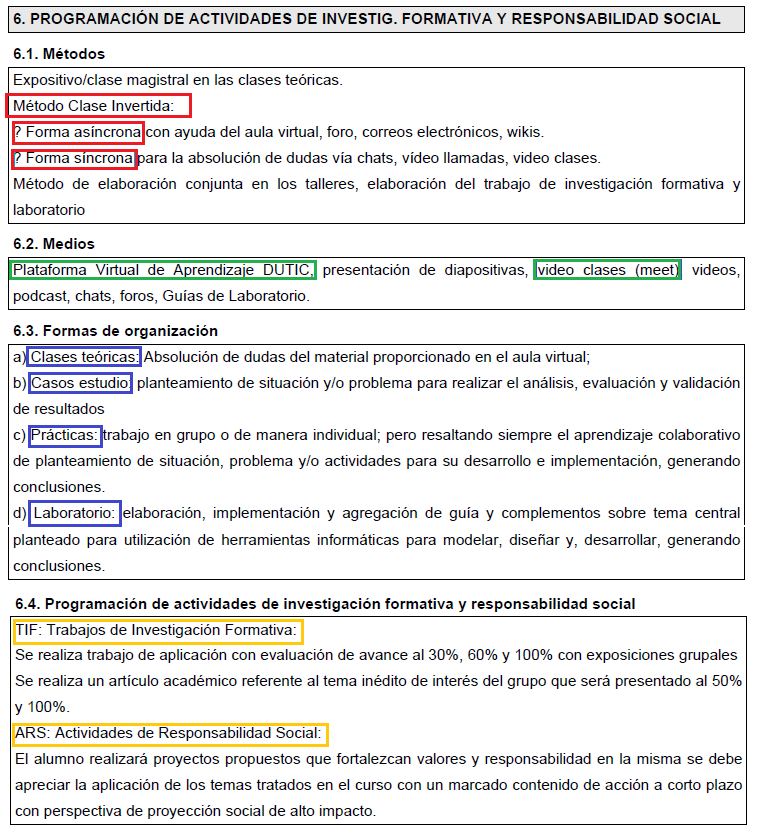 6. PROGRAMACIÓN DE ACTIVIDADES DE INVESTIG. FORMATIVA Y RESPONSABILIDAD SOCIAL
6.1. Métodos
Expositivo/clase magistral en las clases teóricas.
Método Clase Invertida:
? Forma asíncrona con ayuda del aula virtual, foro, correos electrónicos, wikis.
? Forma síncrona para la absolución de dudas vía chats, vídeo llamadas, video clases.
Método de elaboración conjunta en los talleres, elaboración del trabajo de investigación formativa y
laboratorio
6.2. Medios
Plataforma Virtual de Aprendizaje DUTIC, presentación de diapositivas, video clases (meet) videos,
podcast, chats, foros, Guías de Laboratorio.
6.3. Formas de organización
a) Clases teóricas: Absolución de dudas del material proporcionado en el aula virtual;
b) Casos estudio: planteamiento de situación y/o problema para realizar el análisis, evaluación y validación
de resultados
c) Prácticas: trabajo en grupo o de manera individual; pero resaltando siempre el aprendizaje colaborativo
de planteamiento de situación, problema y/o actividades para su desarrollo e implementación, generando
conclusiones.
d) Laboratorio: elaboración, implementación y agregación de guía y complementos sobre tema central
planteado para utilización de herramientas informáticas para modelar, diseñar y, desarrollar, generando
conclusiones.
6.4. Programación de actividades de investigación formativa y responsabilidad social
TIF: Trabajos de Investigación Formativa:
Se realiza trabajo de aplicación con evaluación de avance al 30%, 60% y 100% con exposiciones grupales
Se realiza un artículo académico referente al tema inédito de interés del grupo que será presentado al 50%
y 100%.
ARS: Actividades de Responsabilidad Social:
El alumno realizará proyectos propuestos que fortalezcan valores y responsabilidad en la misma se debe
apreciar la aplicación de los temas tratados en el curso con un marcado contenido de acción a corto plazo
con perspectiva de proyección social de alto impacto.